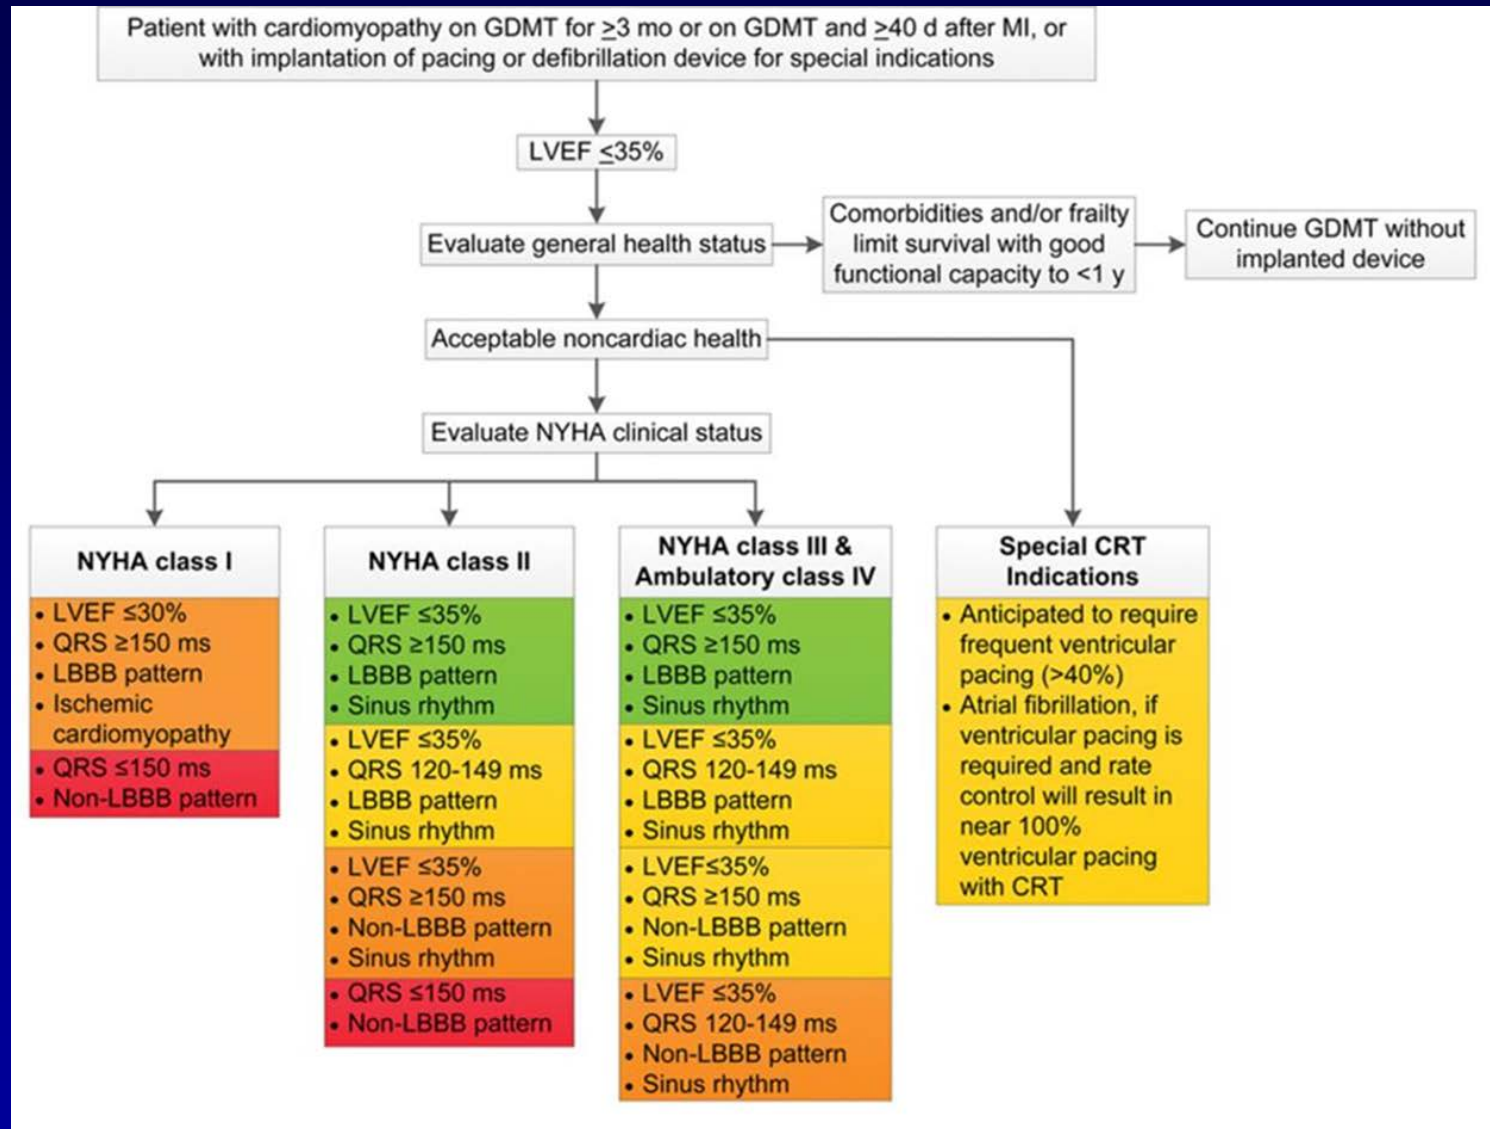 Patient with cardiomyopathy on GDMT for ≥3 mo or on GDMT and ≥40 d after MI, or
with implantation of pacing or defibrillation device for special indications
LVEF ≤35%
Evaluate general health status
Comorbidities and/or frailty
limit survival with good
functional capacity to <1 y
Continue GDMT without
implanted device
Acceptable noncardiac health
Evaluate NYHA clinical status
NYHA class I
• LVEF ≤30%
• QRS ≥150 ms
• LBBB pattern
• Ischemic
cardiomyopathy
• QRS ≤150 ms
• Non-LBBB pattern
NYHA class II
• LVEF ≤35%
• QRS ≥150 ms
• LBBB pattern
• Sinus rhythm
• LVEF ≤35%
• QRS 120-149 ms
• LBBB pattern
• Sinus rhythm
• LVEF ≤35%
• QRS ≥150 ms
• Non-LBBB pattern
• Sinus rhythm
• QRS ≤150 ms
• Non-LBBB pattern
NYHA class III &
Ambulatory class IV
• LVEF ≤35%
• QRS ≥150 ms
• LBBB pattern
• Sinus rhythm
• LVEF ≤35%
• QRS 120-149 ms
• LBBB pattern
• Sinus rhythm
• LVEF≤35%
• QRS ≥150 ms
• Non-LBBB pattern
• Sinus rhythm
• LVEF ≤35%
• QRS 120-149 ms
• Non-LBBB pattern
• Sinus rhythm
Special CRT
Indications
• Anticipated to require
frequent ventricular
pacing (>40%)
• Atrial fibrillation, if
ventricular pacing is
required and rate
control will result in
near 100%
ventricular pacing
with CRT